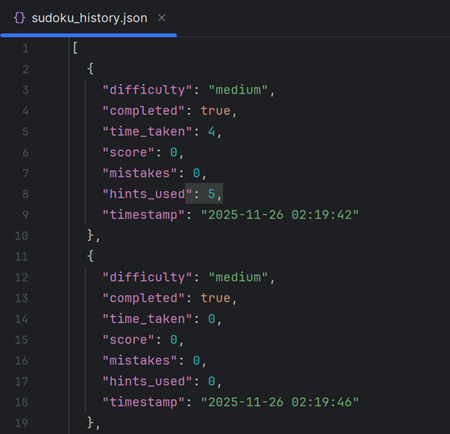 {} sudoku_history.json ×
1 [
2 {
3 "difficulty": "medium",
4 "completed": true,
5 "time_taken": 4,
6 "score": 0,
7 "mistakes": 0,
8 "hints_used": 5,
9 "timestamp": "2025-11-26 02:19:42"
10 },
11 {
12 "difficulty": "medium",
13 "completed": true,
14 "time_taken": 0,
15 "score": 0,
16 "mistakes": 0,
17 "hints_used": 0,
18 "timestamp": "2025-11-26 02:19:46"
19 },